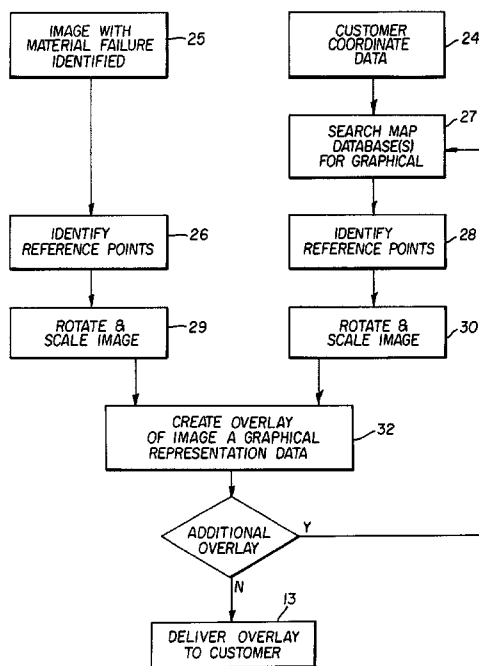 IMAGE WITH
MATERIAL FAILURE
IDENTIFIED
25
CUSTOMER
COORDINATE
DATA
24
SEARCH MAP
DATABASE(S)
FOR GRAPHICAL
27
IDENTIFY
REFERENCE POINTS
26
IDENTIFY
REFERENCE POINTS
28
ROTATE &
SCALE IMAGE
29
ROTATE &
SCALE IMAGE
30
CREATE OVERLAY
OF IMAGE A GRAPHICAL
REPRESENTATION DATA
32
ADDITIONAL
OVERLAY
Y
N
13
DELIVER OVERLAY
TO CUSTOMER